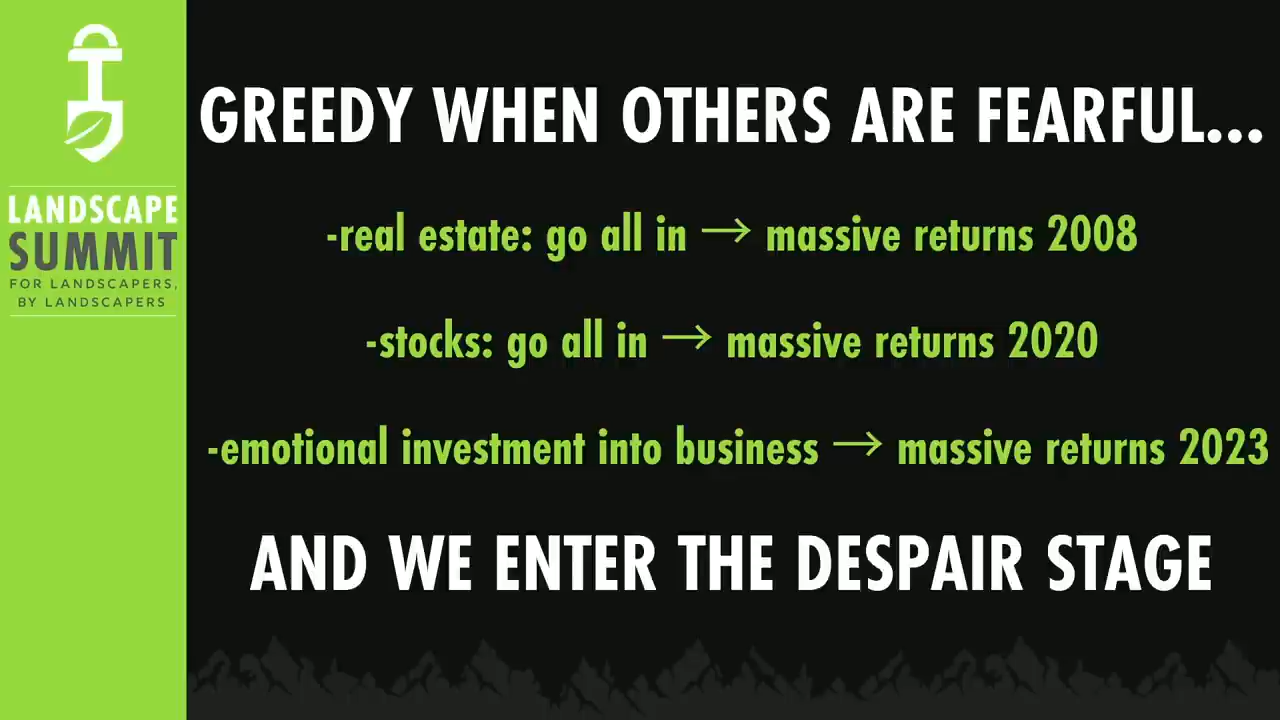 LANDSCAPE
SUMMIT
FOR LANDSCAPERS,
BY LANDSCAPERS
GREEDY WHEN OTHERS ARE FEARFUL...
-real estate: go all in → massive returns 2008
-stocks: go all in → massive returns 2020
-emotional investment into business → massive returns 2023
AND WE ENTER THE DESPAIR STAGE